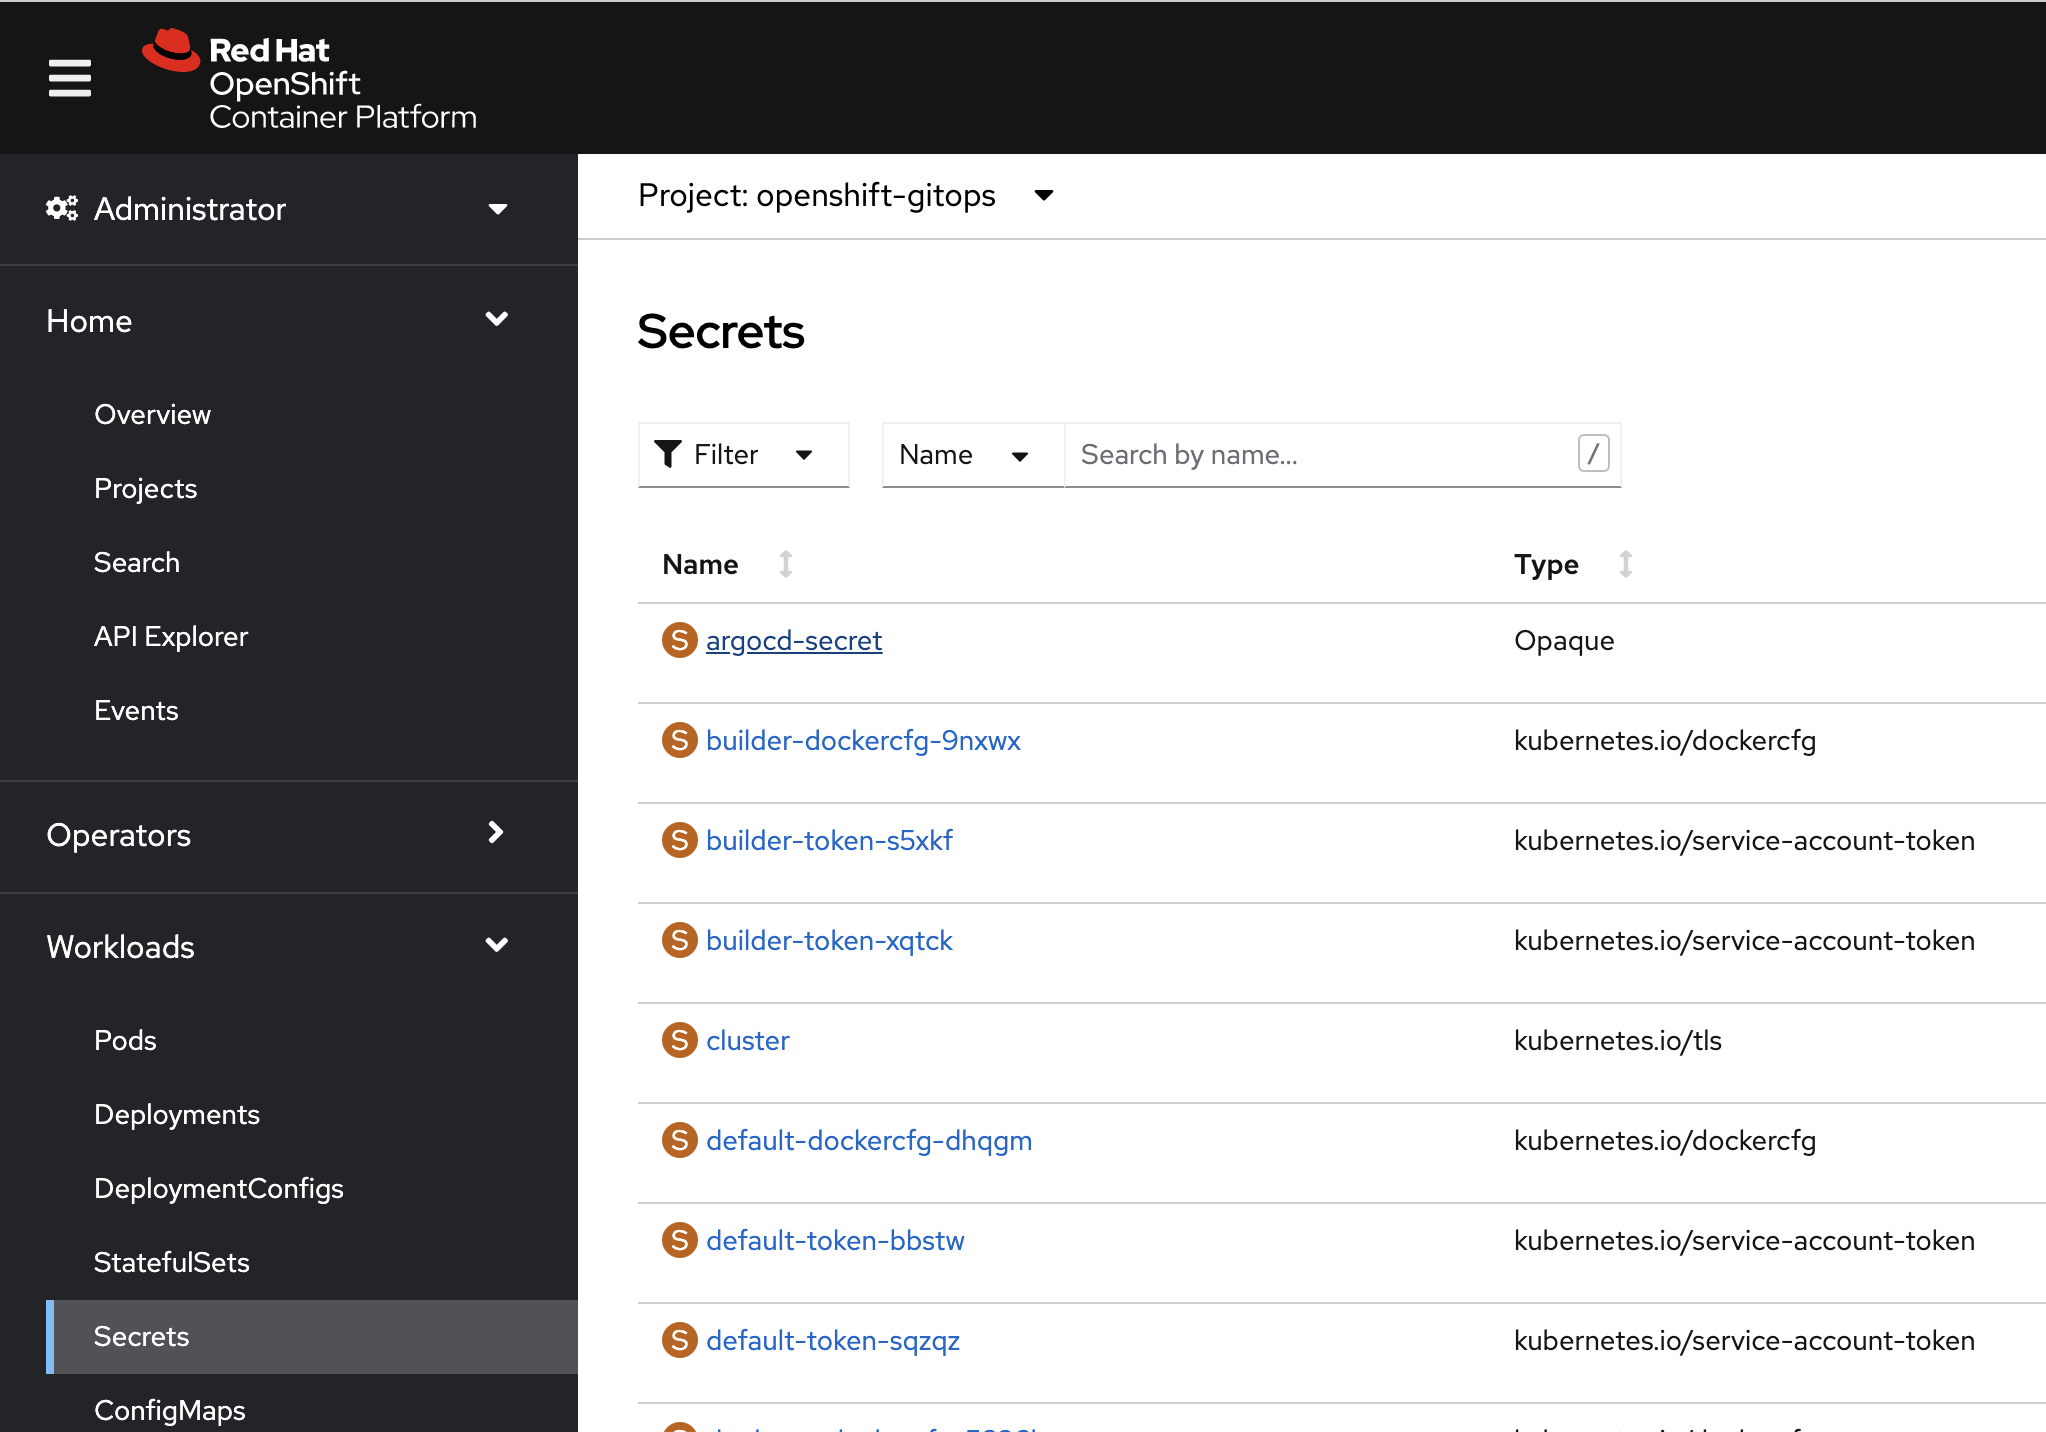 Red Hat
OpenShift
Container Platform
Administrator
Home
Overview
Projects
Search
API Explorer
Events
Operators
Workloads
Pods
Deployments
DeploymentConfigs
StatefulSets
Secrets
ConfigMaps
Project: openshift-gitops
Secrets
Filter Name Search by name... /
Name Type
S argocd-secret Opaque
S builder-dockercfg-9nxwx kubernetes.io/dockercfg
S builder-token-s5xkf kubernetes.io/service-account-token
S builder-token-xqtck kubernetes.io/service-account-token
S cluster kubernetes.io/tls
S default-dockercfg-dhqgm kubernetes.io/dockercfg
S default-token-bbstw kubernetes.io/service-account-token
S default-token-sqzqz kubernetes.io/service-account-token